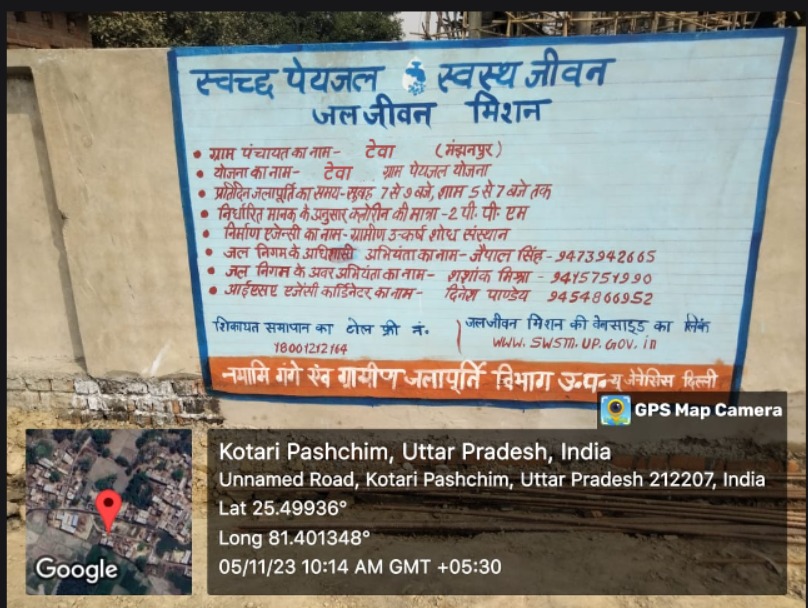 स्वच्छ पेयजल स्वस्थ जीवन
जल जीवन मिशन
• ग्राम पंचायत का नाम- टेवा (मंझनपुर)
• योजना का नाम- टेवा ग्राम पेयजल योजना
• प्रतिदिन जलापूर्ति का समय-सुबह 7 से 9 बजे, शाम 5 से 7 बजे तक
• निर्धारित मानक के अनुसार क्लोरीन की मात्रा -2 पी. पी. एम
• निर्माण एजेन्सी का नाम- ग्रामीण उत्कर्ष शोध संस्थान
• जल निगम के अधिशासी अभियंता का नाम- जैपाल सिंह - 9473942665
• जल निगम के अवर अभियंता का नाम- शशांक मिश्रा - 9415751990
• आईएसए एजेंसी कार्डिनेटर का नाम- दिनेश पाण्डेय 9454866952
शिकायत समापान का टोल फ्री नं.
18001212164
जलजीवन मिशन की वेबसाइड का लिंक
WWW. SWSM. UP. GOV. in
नमामि गंगे एंव ग्रामीण जलापूर्ति विभाग ऊ०प० न्यू जेनेसिस दिल्ली
GPS Map Camera
Kotari Pashchim, Uttar Pradesh, India
Unnamed Road, Kotari Pashchim, Uttar Pradesh 212207, India
Lat 25.49936°
Long 81.401348°
05/11/23 10:14 AM GMT +05:30
Google